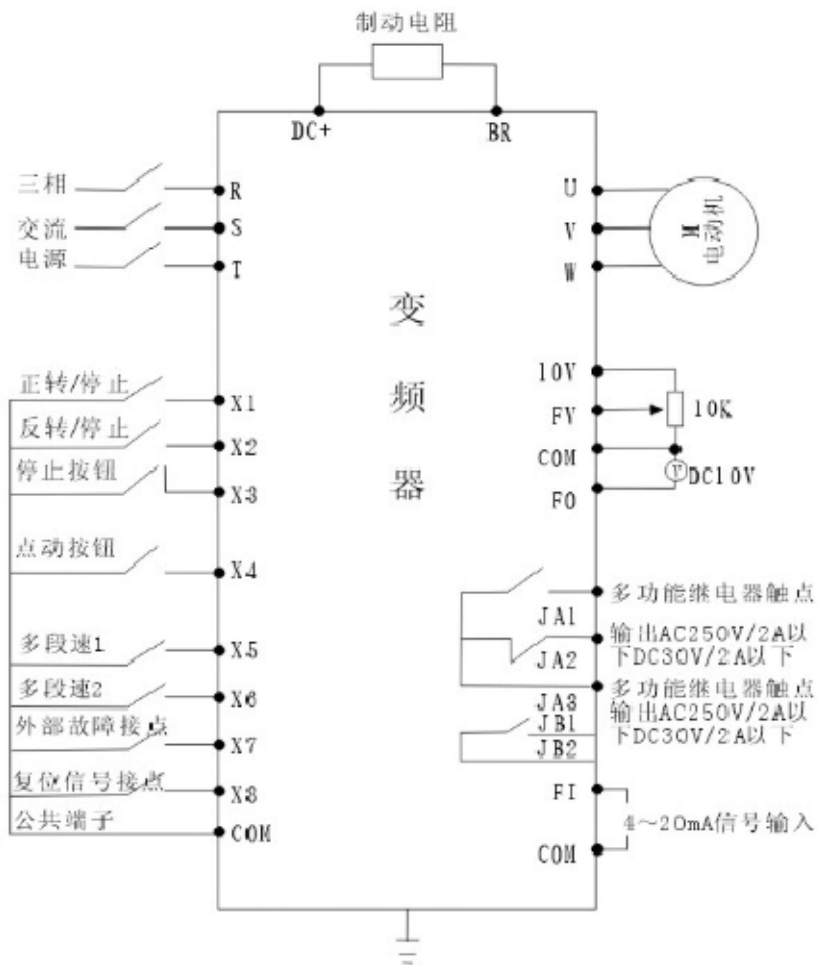 制动电阻
DC+
BR
三相
R
交流
S
电源
T
U
V
W
M
电动机
变频器
正转/停止
X1
反转/停止
X2
停止按钮
X3
点动按钮
X4
多段速1
X5
多段速2
X6
外部故障接点
X7
复位信号接点
X8
公共端子
COM
10V
FV
10K
COM
V
DC10V
FO
多功能继电器触点
JA1
输出AC250V/2A以
下DC30V/2A以下
JA2
多功能继电器触点
JA3
输出AC250V/2A以
下DC30V/2A以下
JB1
JB2
FI
4～20mA信号输入
COM